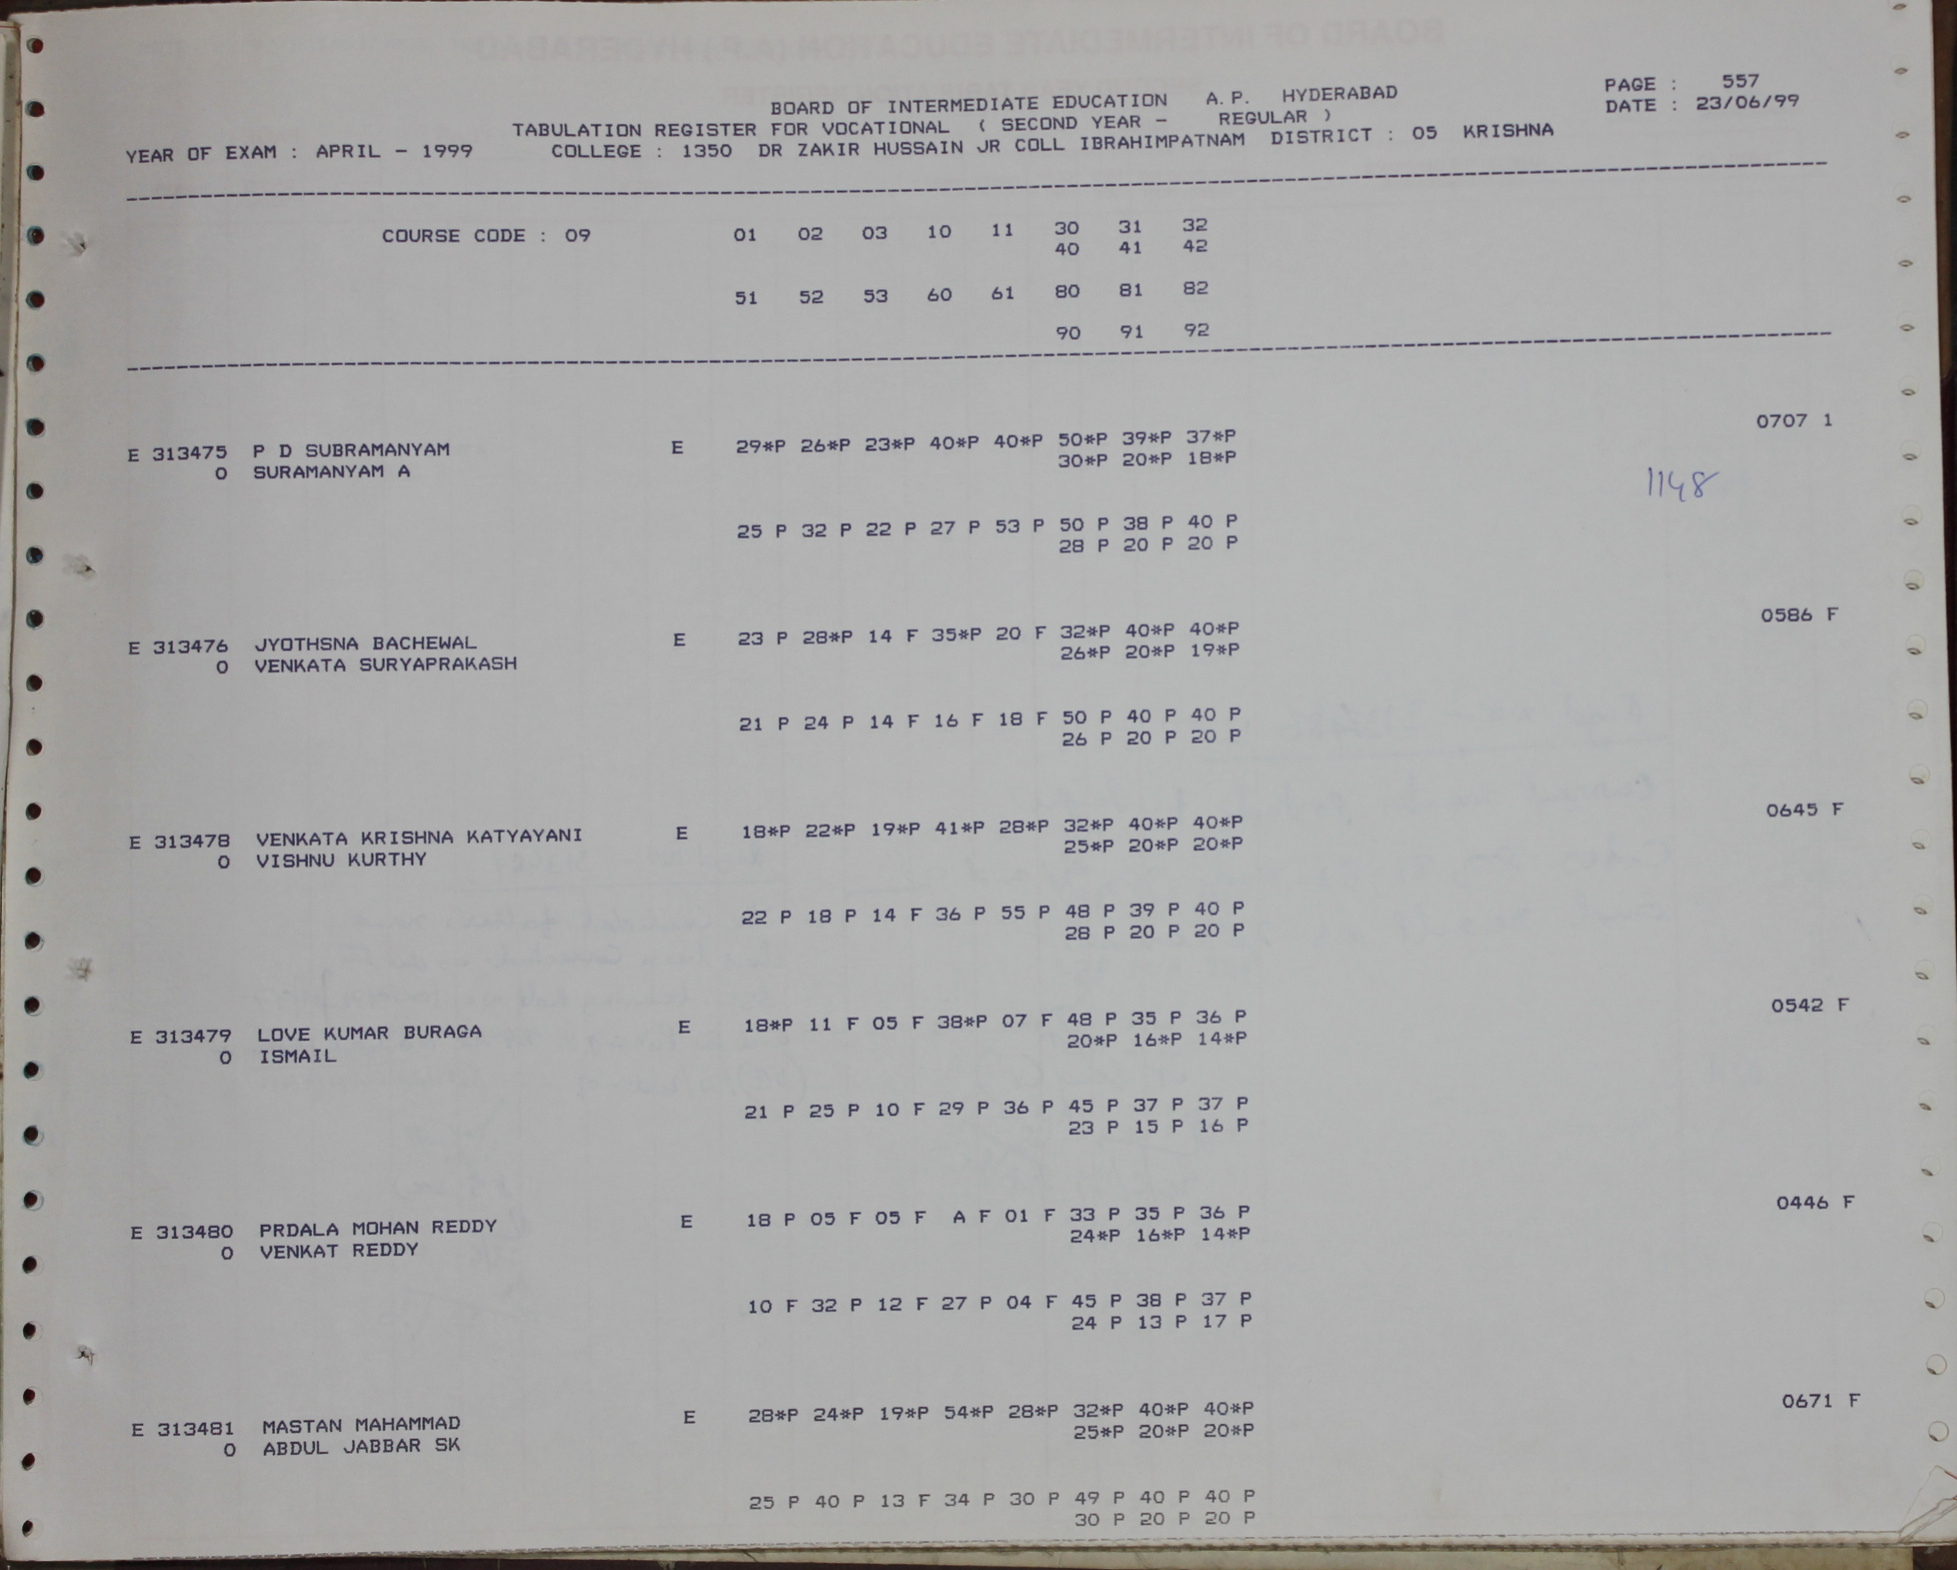 BOARD OF INTERMEDIATE EDUCATION A.P. HYDERABAD PAGE : 557
TABULATION REGISTER FOR VOCATIONAL ( SECOND YEAR - REGULAR ) DATE : 23/06/99
YEAR OF EXAM : APRIL - 1999 COLLEGE : 1350 DR ZAKIR HUSSAIN JR COLL IBRAHIMPATNAM DISTRICT : 05 KRISHNA
COURSE CODE : 09 01 02 03 10 11 30 31 32
40 41 42
51 52 53 60 61 80 81 82
90 91 92
0707 1
E 313475 P D SUBRAMANYAM E 29*P 26*P 23*P 40*P 40*P 50*P 39*P 37*P
0 SURAMANYAM A 30*P 20*P 18*P
1148
25 P 32 P 22 P 27 P 53 P 50 P 38 P 40 P
28 P 20 P 20 P
0586 F
E 313476 JYOTHSNA BACHEWAL E 23 P 28*P 14 F 35*P 20 F 32*P 40*P 40*P
0 VENKATA SURYAPRAKASH 26*P 20*P 19*P
21 P 24 P 14 F 16 F 18 F 50 P 40 P 40 P
26 P 20 P 20 P
0645 F
E 313478 VENKATA KRISHNA KATYAYANI E 18*P 22*P 19*P 41*P 28*P 32*P 40*P 40*P
0 VISHNU KURTHY 25*P 20*P 20*P
22 P 18 P 14 F 36 P 55 P 48 P 39 P 40 P
28 P 20 P 20 P
0542 F
E 313479 LOVE KUMAR BURAGA E 18*P 11 F 05 F 38*P 07 F 48 P 35 P 36 P
0 ISMAIL 20*P 16*P 14*P
21 P 25 P 10 F 29 P 36 P 45 P 37 P 37 P
23 P 15 P 16 P
0446 F
E 313480 PRDALA MOHAN REDDY E 18 P 05 F 05 F A F 01 F 33 P 35 P 36 P
0 VENKAT REDDY 24*P 16*P 14*P
10 F 32 P 12 F 27 P 04 F 45 P 38 P 37 P
24 P 13 P 17 P
0671 F
E 313481 MASTAN MAHAMMAD E 28*P 24*P 19*P 54*P 28*P 32*P 40*P 40*P
0 ABDUL JABBAR SK 25*P 20*P 20*P
25 P 40 P 13 F 34 P 30 P 49 P 40 P 40 P
30 P 20 P 20 P